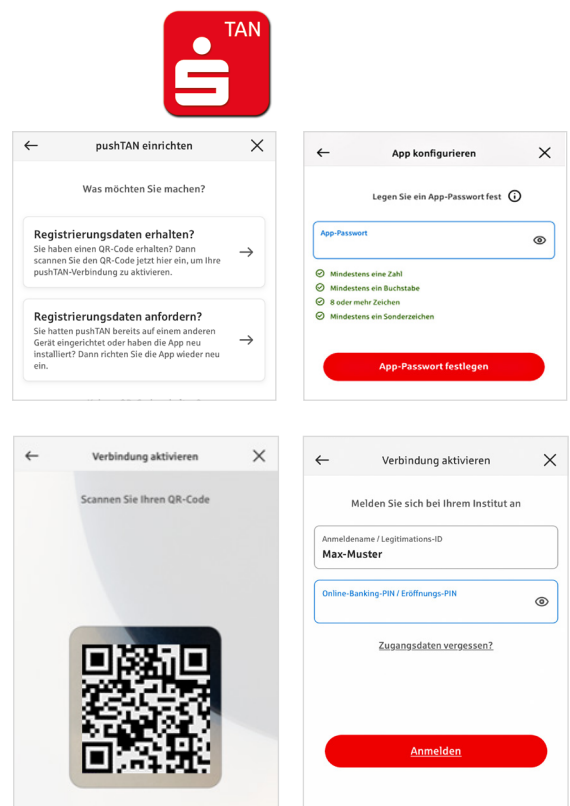 TAN
pushTAN einrichten
Was möchten Sie machen?
Registrierungsdaten erhalten?
Sie haben einen QR-Code erhalten? Dann
scannen Sie den QR-Code jetzt hier ein, um Ihre
pushTAN-Verbindung zu aktivieren.
Registrierungsdaten anfordern?
Sie hatten pushTAN bereits auf einem anderen
Gerät eingerichtet oder haben die App neu
installiert? Dann richten Sie die App wieder neu
ein.
App konfigurieren
Legen Sie ein App-Passwort fest
App-Passwort
Mindestens eine Zahl
Mindestens ein Buchstabe
8 oder mehr Zeichen
Mindestens ein Sonderzeichen
App-Passwort festlegen
Verbindung aktivieren
Scannen Sie Ihren QR-Code
Verbindung aktivieren
Melden Sie sich bei Ihrem Institut an
Anmeldename / Legitimations-ID
Max-Muster
Online-Banking-PIN / Eröffnungs-PIN
Zugangsdaten vergessen?
Anmelden